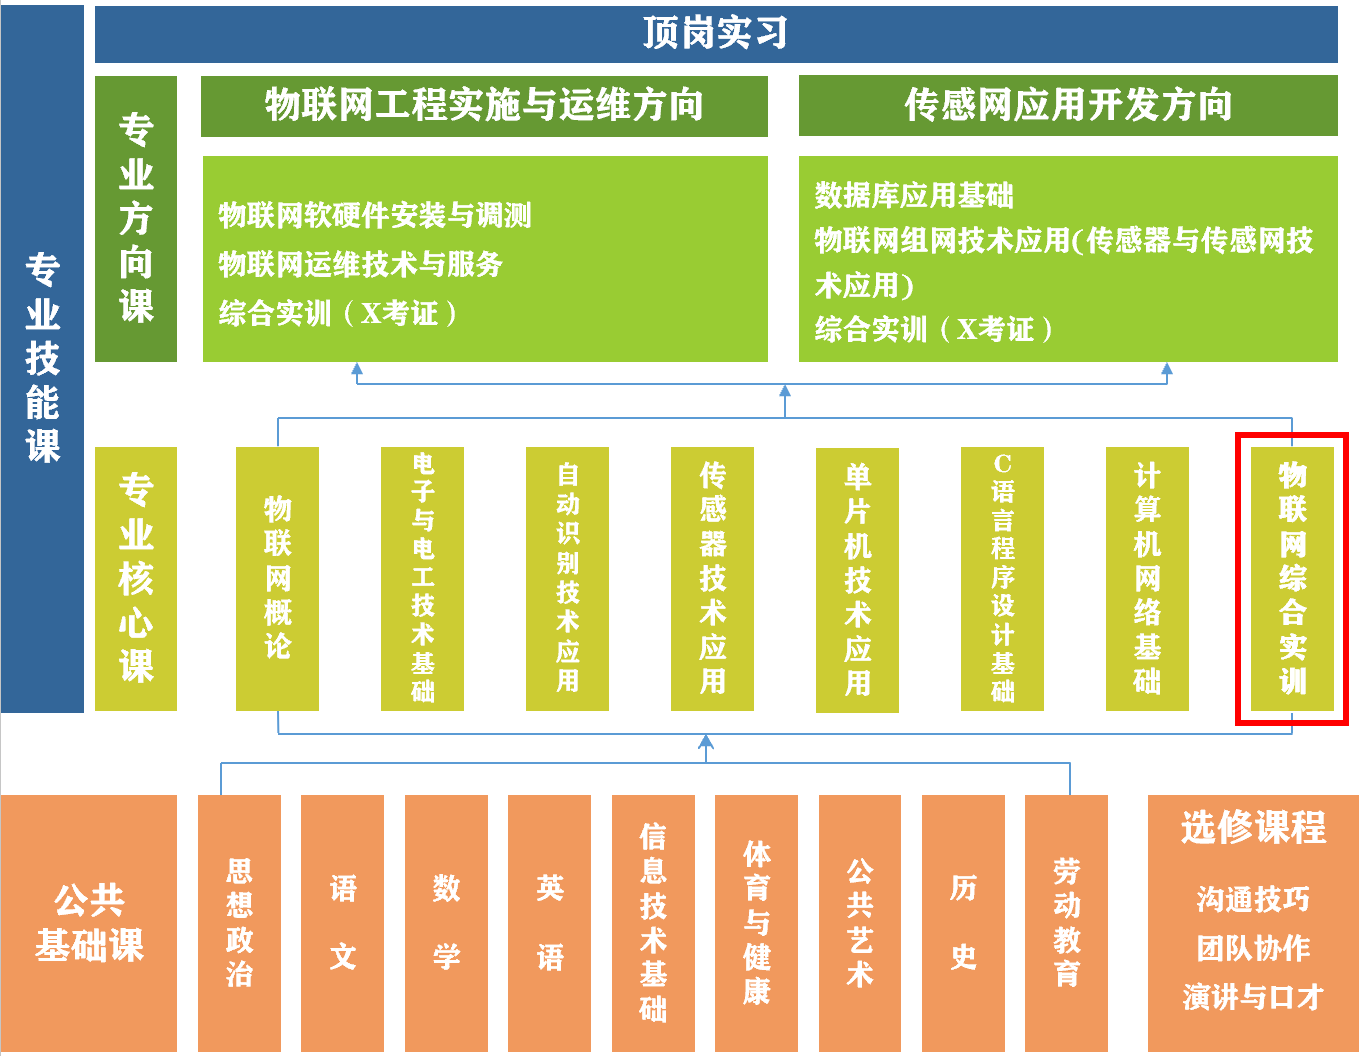 顶岗实习
专业技能课
专业方向课
物联网工程实施与运维方向
物联网软硬件安装与调测
物联网运维技术与服务
综合实训（X考证）
传感网应用开发方向
数据库应用基础
物联网组网技术应用(传感器与传感网技
术应用)
综合实训（X考证）
专业核心课
物联网概论
电子与电工技术基础
自动识别技术应用
传感器技术应用
单片机技术应用
C语言程序设计基础
计算机网络基础
物联网综合实训
公共
基础课
思想政治
语文
数学
英语
信息技术基础
体育与健康
公共艺术
历史
劳动教育
选修课程
沟通技巧
团队协作
演讲与口才